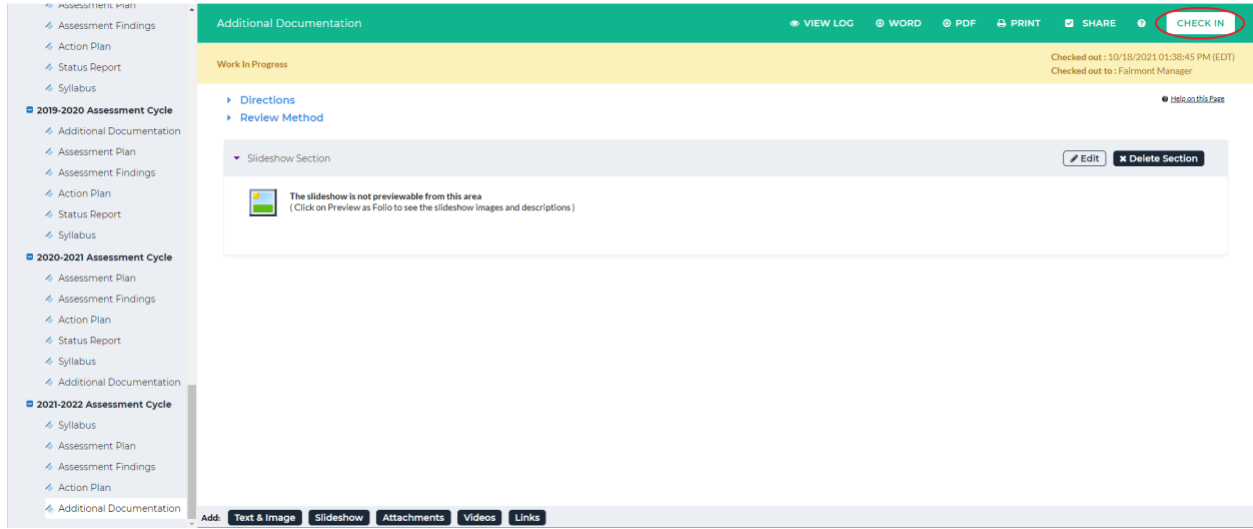 Assessment Plan
Assessment Findings
Action Plan
Status Report
Syllabus
2019-2020 Assessment Cycle
Additional Documentation
Assessment Plan
Assessment Findings
Action Plan
Status Report
Syllabus
2020-2021 Assessment Cycle
Assessment Plan
Assessment Findings
Action Plan
Status Report
Syllabus
Additional Documentation
2021-2022 Assessment Cycle
Syllabus
Assessment Plan
Assessment Findings
Action Plan
Additional Documentation
Additional Documentation VIEW LOG WORD PDF PRINT SHARE ? CHECK IN
Work In Progress
Checked out : 10/18/2021 01:38:45 PM (EDT)
Checked out to : Fairmont Manager
Directions
Help on this Page
Review Method
Slideshow Section Edit Delete Section
The slideshow is not previewable from this area
( Click on Preview as Folio to see the slideshow images and descriptions )
Add: Text & Image Slideshow Attachments Videos Links